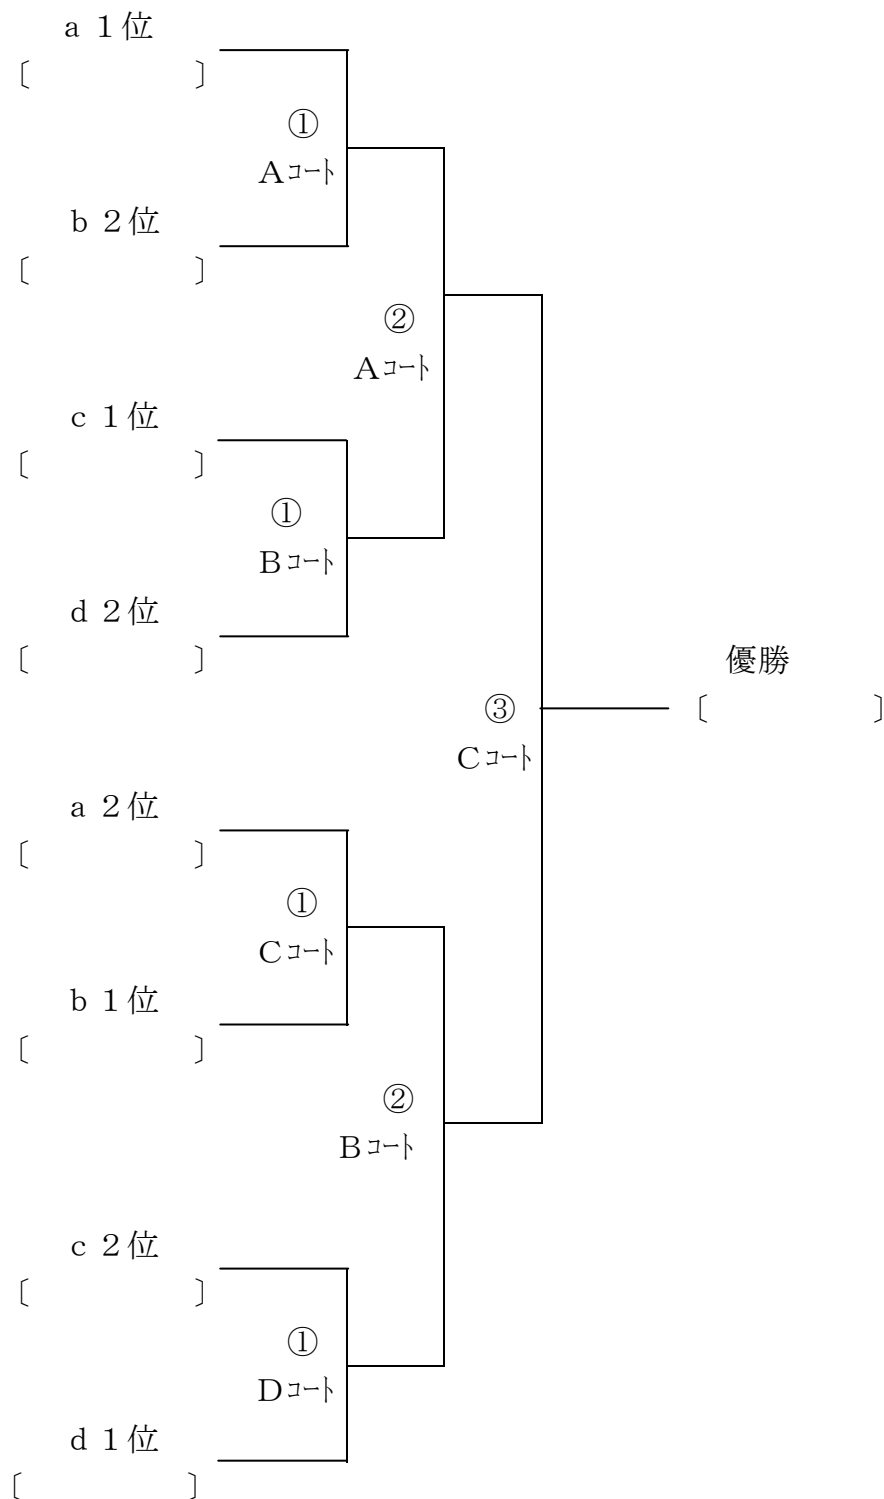 ａ １位
〔　　　　　〕
①
Ａｺｰﾄ
ｂ ２位
〔　　　　　〕
②
Ａｺｰﾄ
ｃ １位
〔　　　　　〕
①
Ｂｺｰﾄ
ｄ ２位
〔　　　　　〕
優勝
③
〔　　　　　〕
Ｃｺｰﾄ
ａ ２位
〔　　　　　〕
①
Ｃｺｰﾄ
ｂ １位
〔　　　　　〕
②
Ｂｺｰﾄ
ｃ ２位
〔　　　　　〕
①
Ｄｺｰﾄ
ｄ １位
〔　　　　　〕